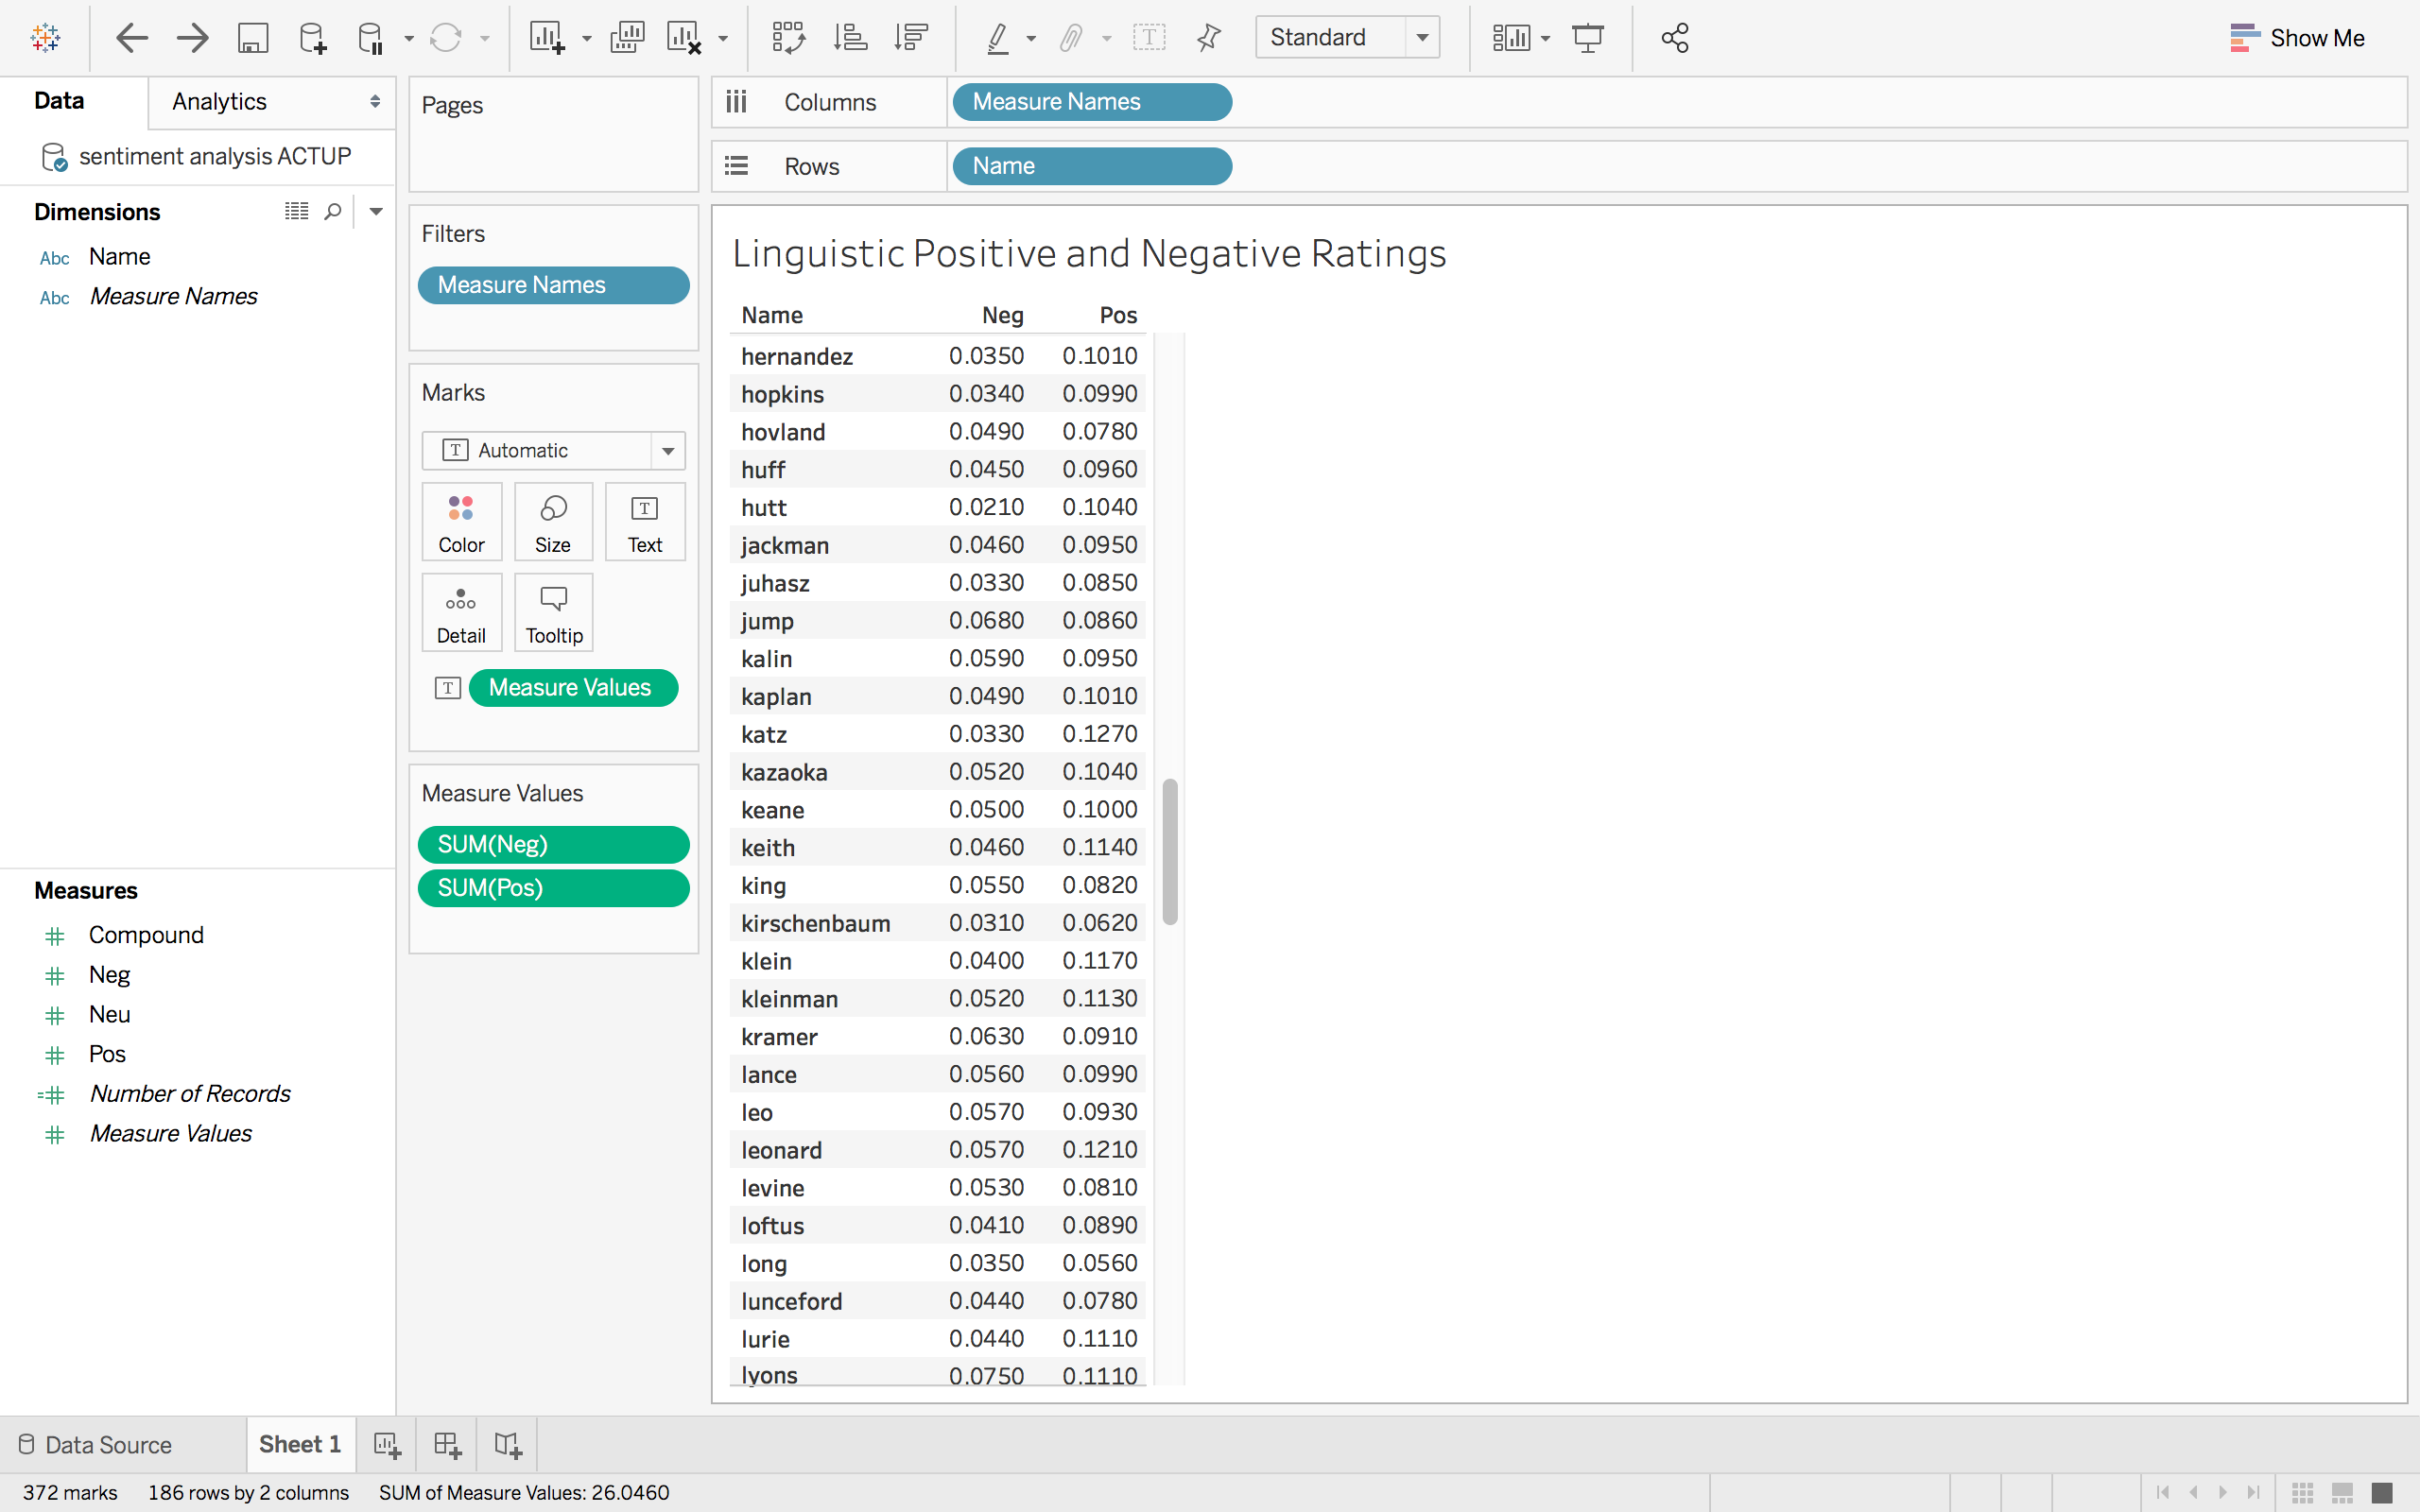 Standard
Show Me
Data
Analytics
sentiment analysis ACTUP
Dimensions
Abc Name
Abc Measure Names
Measures
Compound
Neg
Neu
Pos
Number of Records
Measure Values
Pages
Filters
Measure Names
Marks
T Automatic
Color Size T Text
Detail Tooltip
T Measure Values
Measure Values
SUM(Neg)
SUM(Pos)
Columns Measure Names
Rows Name
Linguistic Positive and Negative Ratings
Name Neg Pos
hernandez 0.0350 0.1010
hopkins 0.0340 0.0990
hovland 0.0490 0.0780
huff 0.0450 0.0960
hutt 0.0210 0.1040
jackman 0.0460 0.0950
juhasz 0.0330 0.0850
jump 0.0680 0.0860
kalin 0.0590 0.0950
kaplan 0.0490 0.1010
katz 0.0330 0.1270
kazaoka 0.0520 0.1040
keane 0.0500 0.1000
keith 0.0460 0.1140
king 0.0550 0.0820
kirschenbaum 0.0310 0.0620
klein 0.0400 0.1170
kleinman 0.0520 0.1130
kramer 0.0630 0.0910
lance 0.0560 0.0990
leo 0.0570 0.0930
leonard 0.0570 0.1210
levine 0.0530 0.0810
loftus 0.0410 0.0890
long 0.0350 0.0560
lunceford 0.0440 0.0780
lurie 0.0440 0.1110
lyons 0.0750 0.1110
Data Source
Sheet 1
372 marks 186 rows by 2 columns SUM of Measure Values: 26.0460